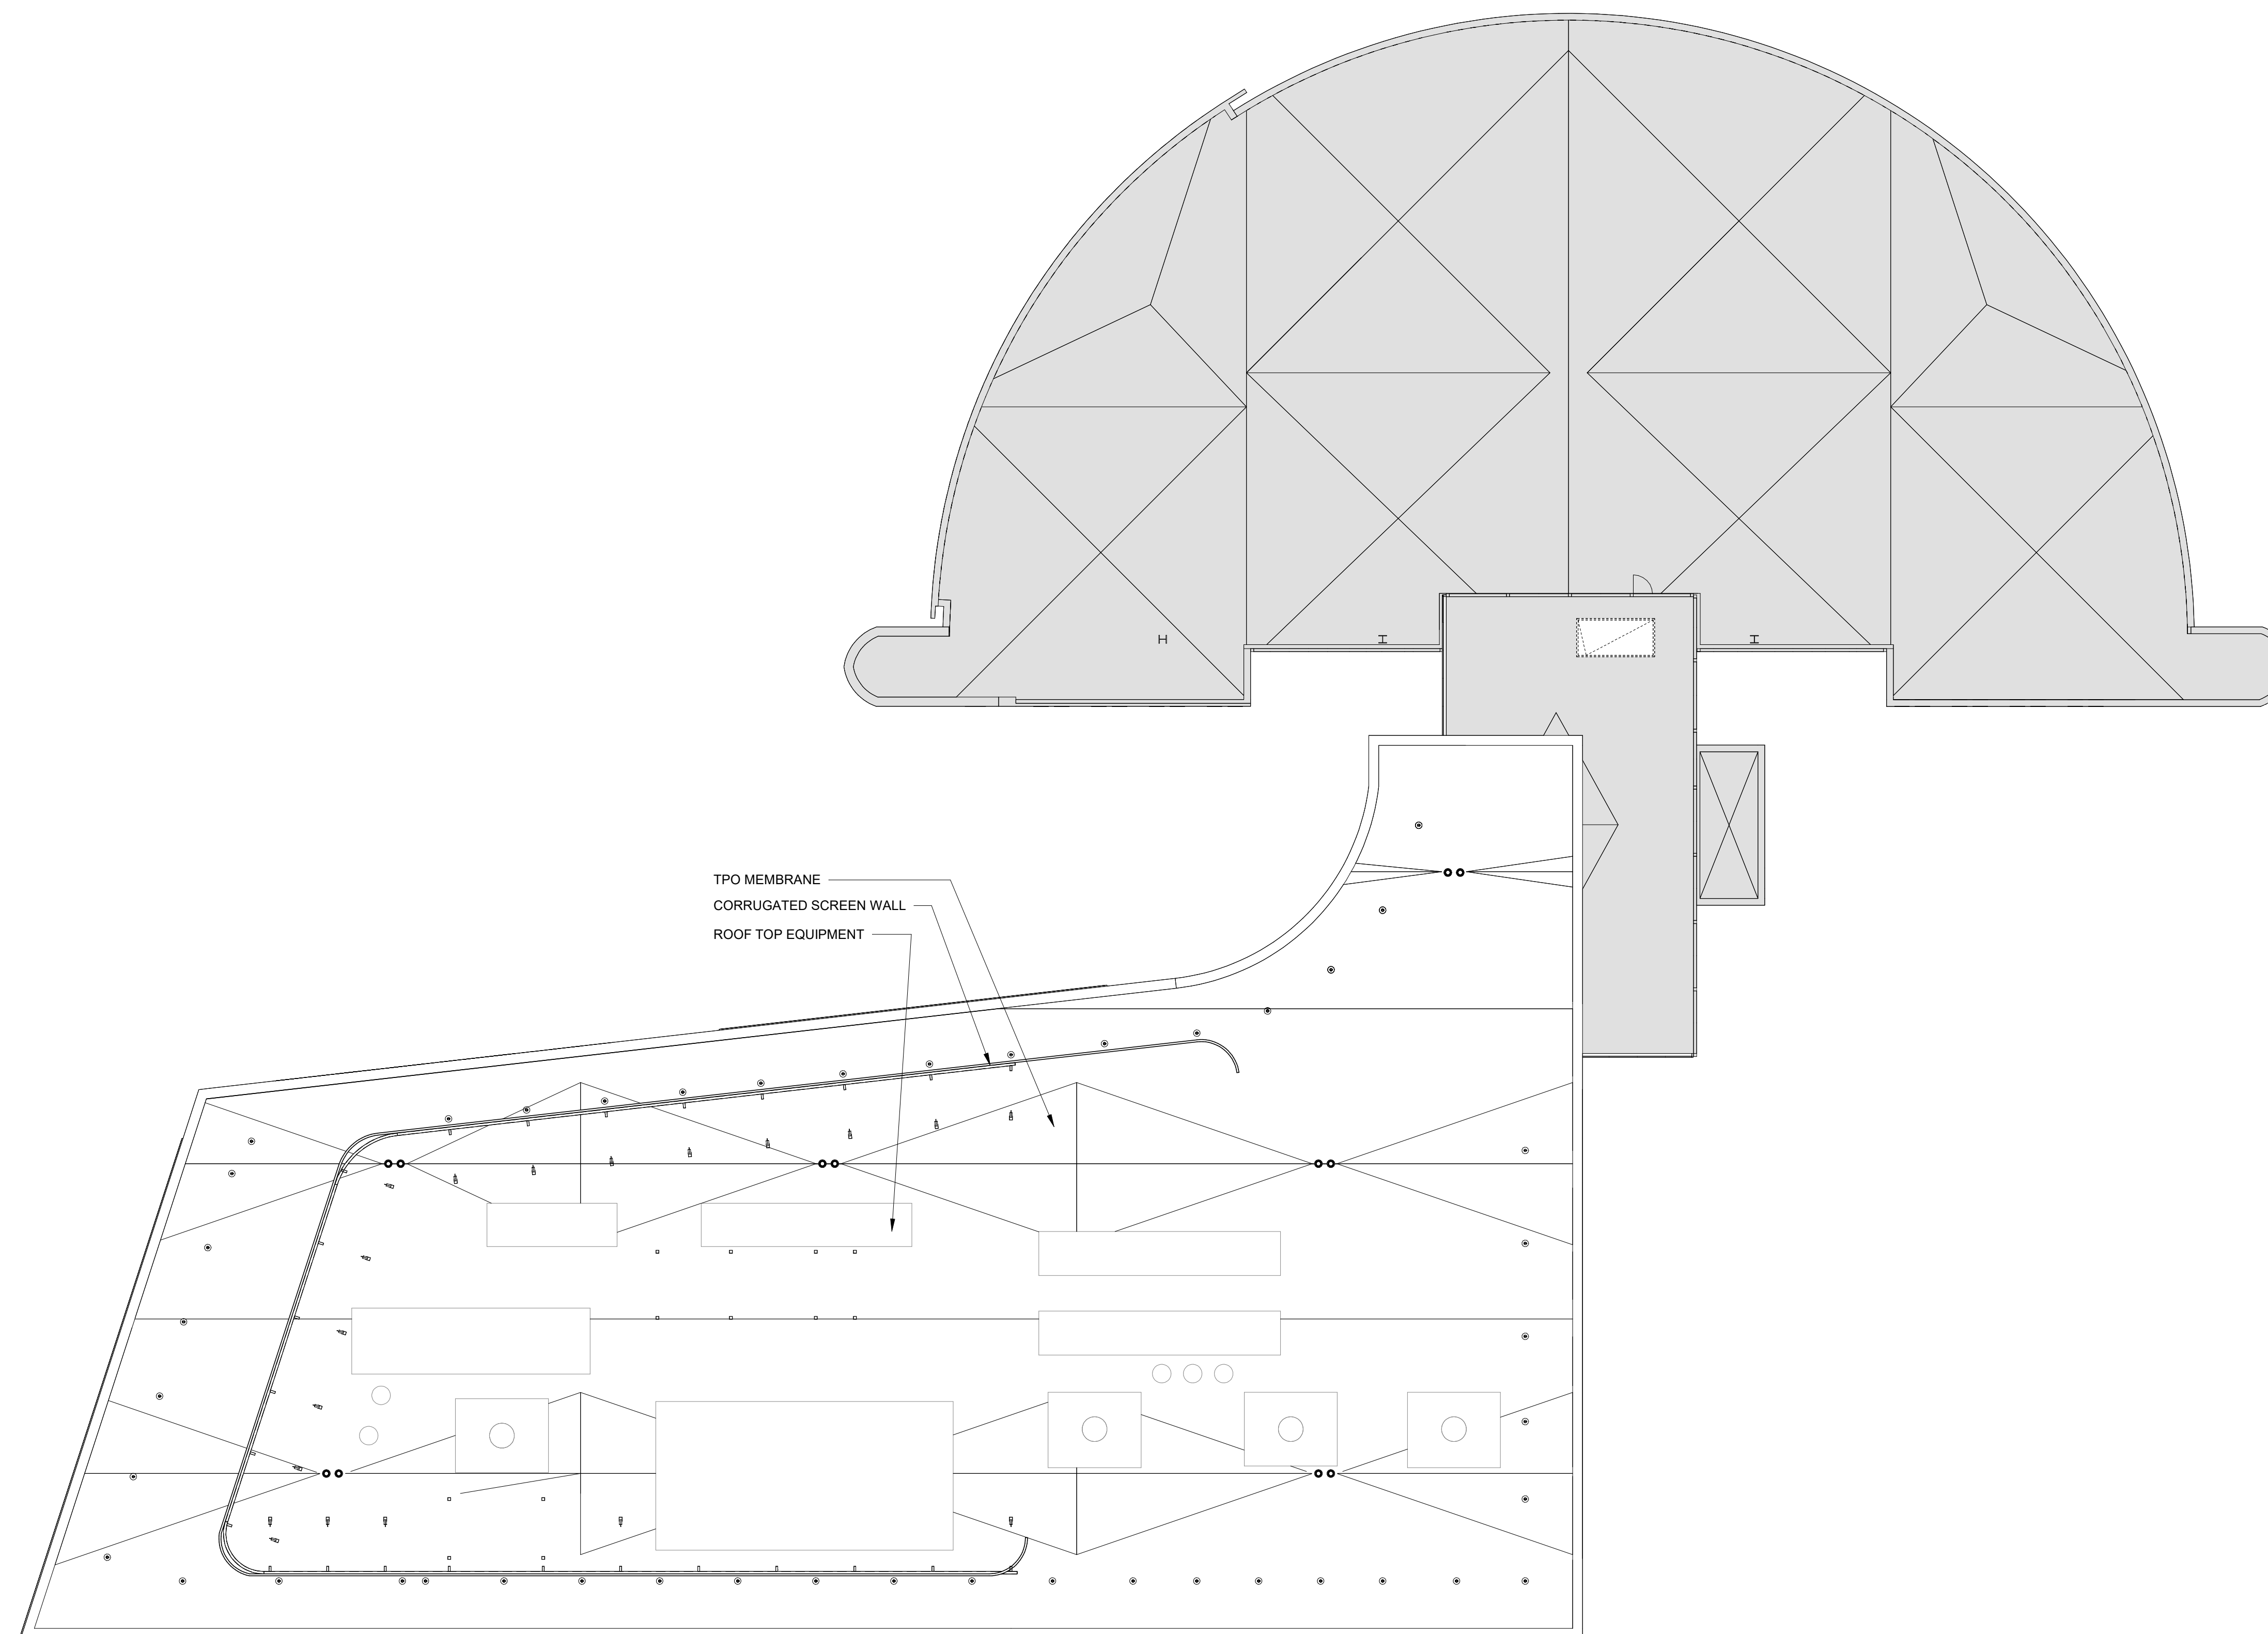 TPO MEMBRANE
CORRUGATED SCREEN WALL
ROOF TOP EQUIPMENT